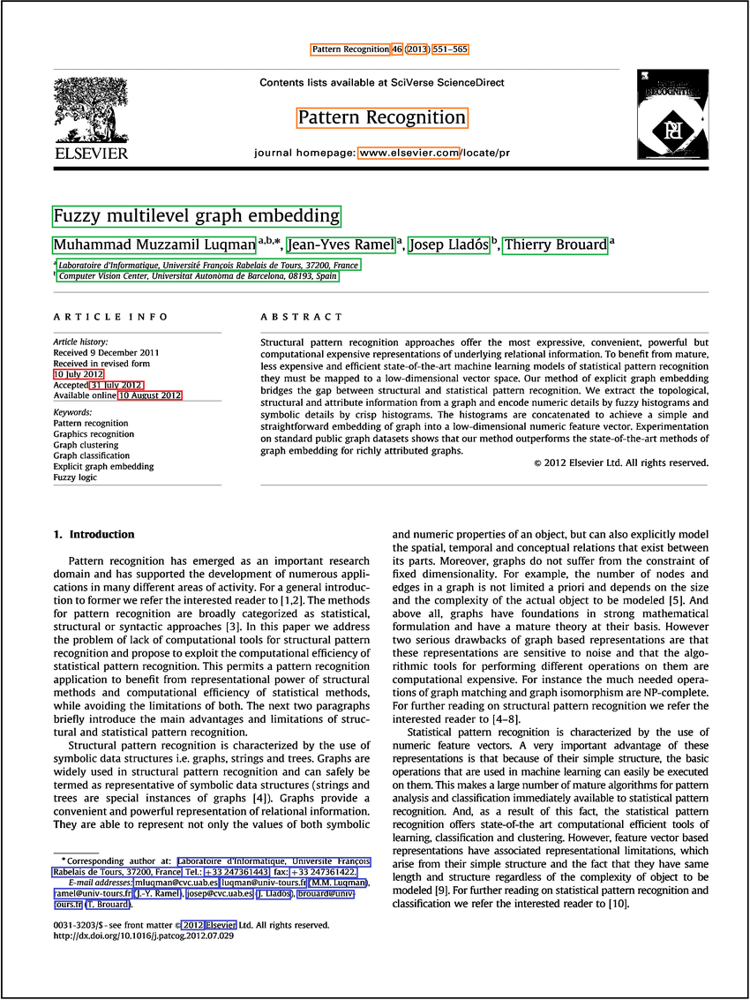 Pattern Recognition 46 (2013) 551–565
Contents lists available at SciVerse ScienceDirect
Pattern Recognition
journal homepage: www.elsevier.com/locate/pr
ELSEVIER
Fuzzy multilevel graph embedding
Muhammad Muzzamil Luqman a,b,*, Jean-Yves Ramel a, Josep Lladós b, Thierry Brouard a
a Laboratoire d'Informatique, Université François Rabelais de Tours, 37200, France
b Computer Vision Center, Universitat Autonòma de Barcelona, 08193, Spain
ARTICLE INFO
Article history:
Received 9 December 2011
Received in revised form
10 July 2012
Accepted 31 July 2012
Available online 10 August 2012
Keywords:
Pattern recognition
Graphics recognition
Graph clustering
Graph classification
Explicit graph embedding
Fuzzy logic
ABSTRACT
Structural pattern recognition approaches offer the most expressive, convenient, powerful but
computational expensive representations of underlying relational information. To benefit from mature,
less expensive and efficient state-of-the-art machine learning models of statistical pattern recognition
they must be mapped to a low-dimensional vector space. Our method of explicit graph embedding
bridges the gap between structural and statistical pattern recognition. We extract the topological,
structural and attribute information from a graph and encode numeric details by fuzzy histograms and
symbolic details by crisp histograms. The histograms are concatenated to achieve a simple and
straightforward embedding of graph into a low-dimensional numeric feature vector. Experimentation
on standard public graph datasets shows that our method outperforms the state-of-the-art methods of
graph embedding for richly attributed graphs.
© 2012 Elsevier Ltd. All rights reserved.
1. Introduction
Pattern recognition has emerged as an important research
domain and has supported the development of numerous appli-
cations in many different areas of activity. For a general introduc-
tion to former we refer the interested reader to [1,2]. The methods
for pattern recognition are broadly categorized as statistical,
structural or syntactic approaches [3]. In this paper we address
the problem of lack of computational tools for structural pattern
recognition and propose to exploit the computational efficiency of
statistical pattern recognition. This permits a pattern recognition
application to benefit from representational power of structural
methods and computational efficiency of statistical methods,
while avoiding the limitations of both. The next two paragraphs
briefly introduce the main advantages and limitations of struc-
tural and statistical pattern recognition.
Structural pattern recognition is characterized by the use of
symbolic data structures i.e. graphs, strings and trees. Graphs are
widely used in structural pattern recognition and can safely be
termed as representative of symbolic data structures (strings and
trees are special instances of graphs [4]). Graphs provide a
convenient and powerful representation of relational information.
They are able to represent not only the values of both symbolic
* Corresponding author at: Laboratoire d'Informatique, Université François
Rabelais de Tours, 37200, France. Tel.: +33 247361443; fax: +33 247361422.
E-mail addresses: mluqman@cvc.uab.es, luqman@univ-tours.fr (M.M. Luqman),
ramel@univ-tours.fr (J.-Y. Ramel), josep@cvc.uab.es (J. Lladós), brouard@univ-
tours.fr (T. Brouard).
0031-3203/$ - see front matter © 2012 Elsevier Ltd. All rights reserved.
http://dx.doi.org/10.1016/j.patcog.2012.07.029
and numeric properties of an object, but can also explicitly model
the spatial, temporal and conceptual relations that exist between
its parts. Moreover, graphs do not suffer from the constraint of
fixed dimensionality. For example, the number of nodes and
edges in a graph is not limited a priori and depends on the size
and the complexity of the actual object to be modeled [5]. And
above all, graphs have foundations in strong mathematical
formulation and have a mature theory at their basis. However
two serious drawbacks of graph based representations are that
these representations are sensitive to noise and that the algo-
rithmic tools for performing different operations on them are
computational expensive. For instance the much needed opera-
tions of graph matching and graph isomorphism are NP-complete.
For further reading on structural pattern recognition we refer the
interested reader to [4–8].
Statistical pattern recognition is characterized by the use of
numeric feature vectors. A very important advantage of these
representations is that because of their simple structure, the basic
operations that are used in machine learning can easily be executed
on them. This makes a large number of mature algorithms for pattern
analysis and classification immediately available to statistical pattern
recognition. And, as a result of this fact, the statistical pattern
recognition offers state-of-the art computational efficient tools of
learning, classification and clustering. However, feature vector based
representations have associated representational limitations, which
arise from their simple structure and the fact that they have same
length and structure regardless of the complexity of object to be
modeled [9]. For further reading on statistical pattern recognition and
classification we refer the interested reader to [10].